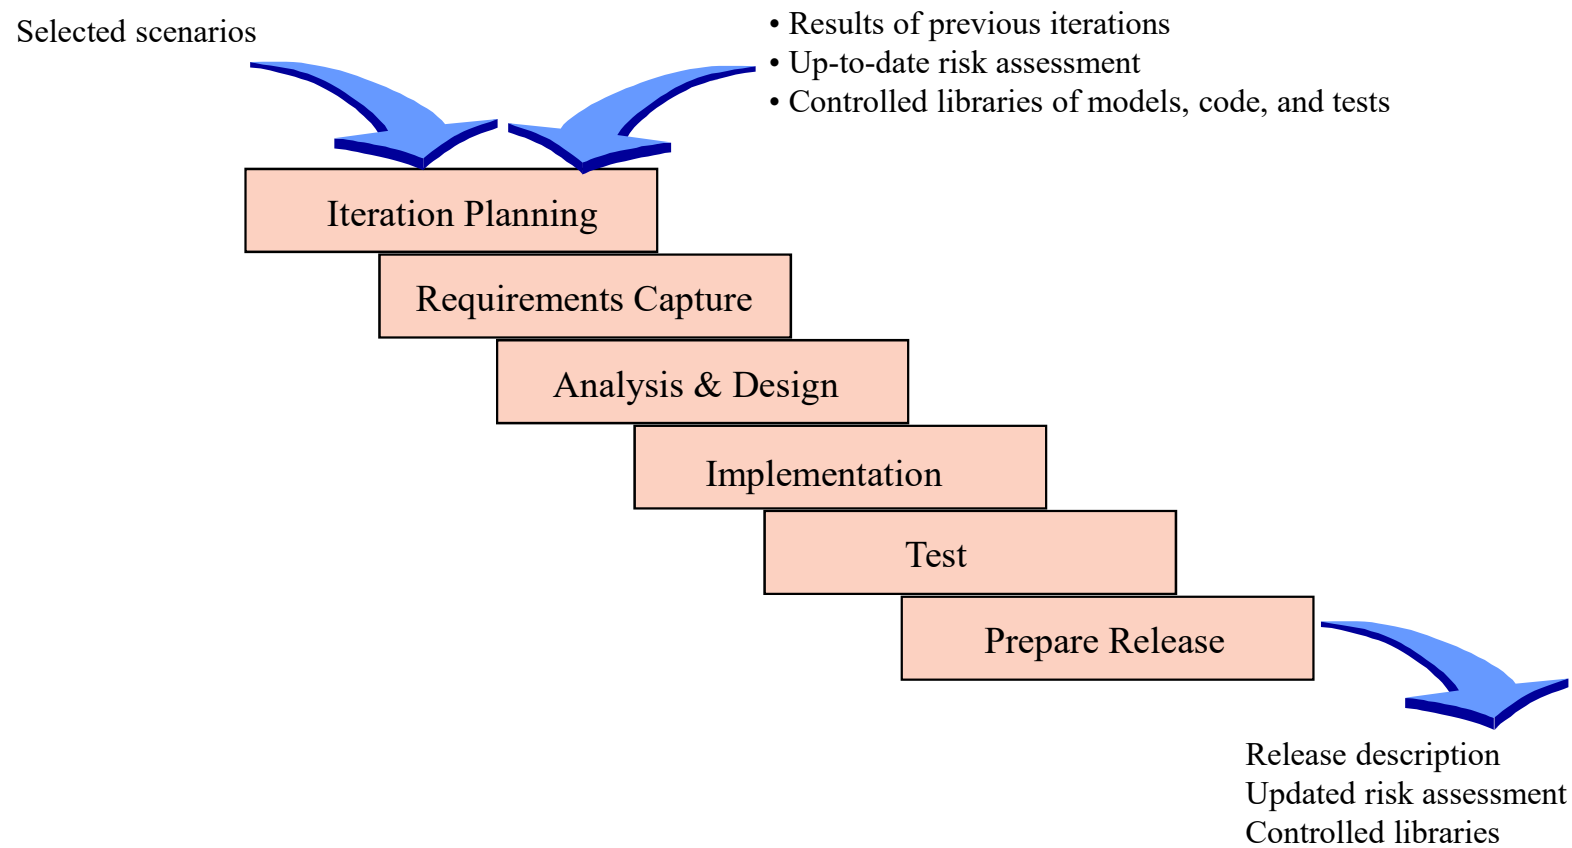 Selected scenarios
• Results of previous iterations
• Up-to-date risk assessment
• Controlled libraries of models, code, and tests
Iteration Planning
Requirements Capture
Analysis & Design
Implementation
Test
Prepare Release
Release description
Updated risk assessment
Controlled libraries